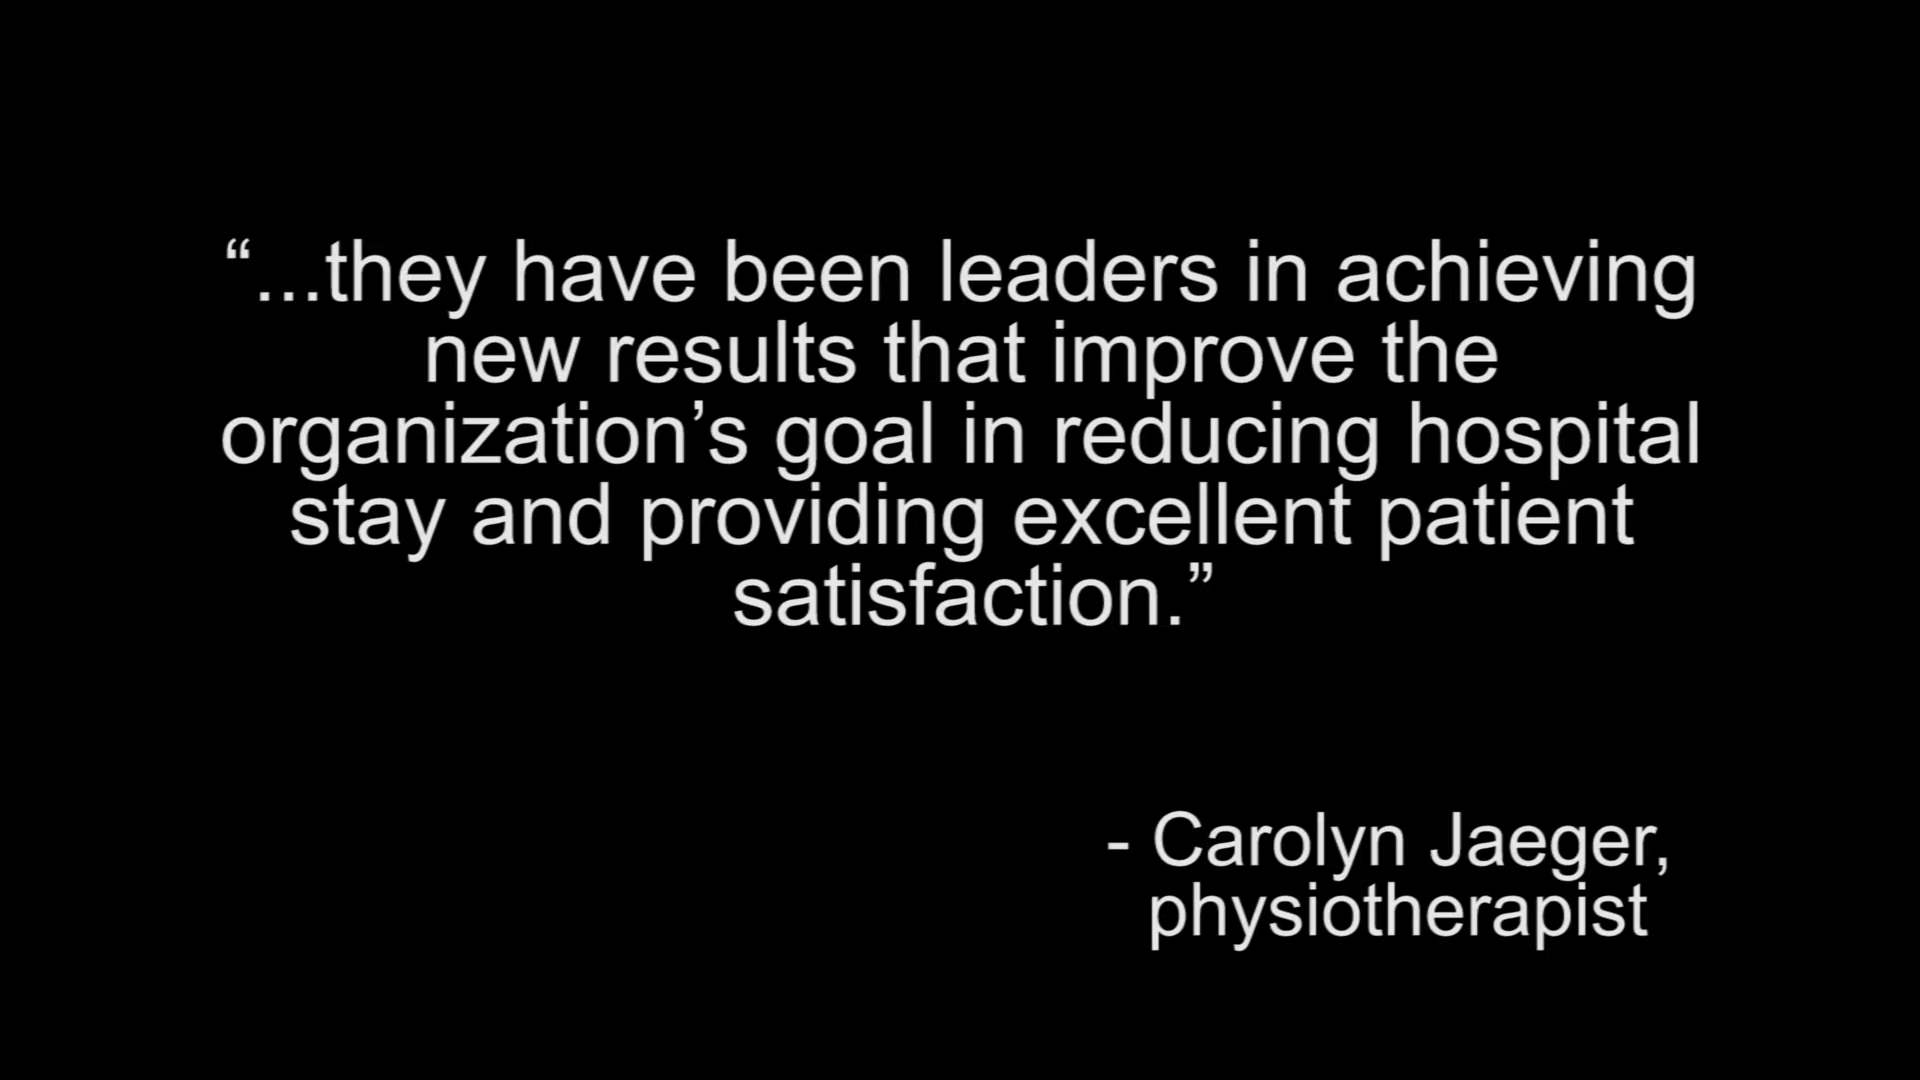 “...they have been leaders in achieving
new results that improve the
organization’s goal in reducing hospital
stay and providing excellent patient
satisfaction.”
- Carolyn Jaeger,
physiotherapist